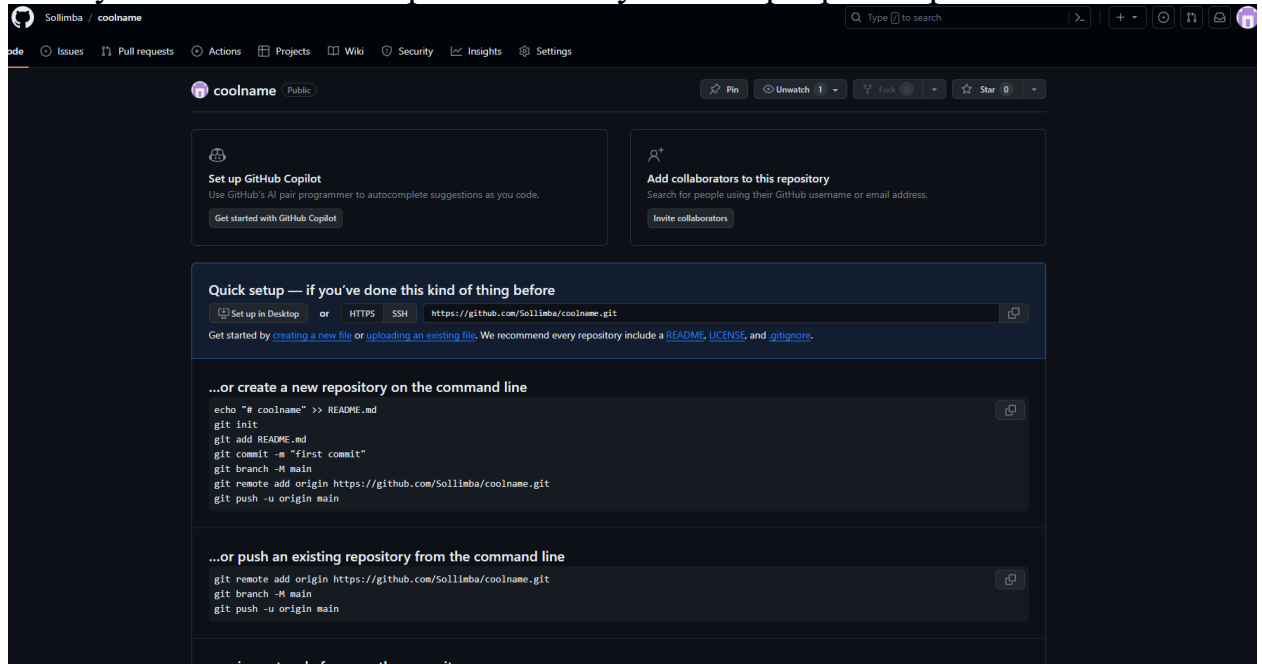 Sollimba / coolname
Type / to search
Issues Pull requests Actions Projects Wiki Security Insights Settings
coolname Public
Pin Unwatch 1 Fork 0 Star 0
Set up GitHub Copilot
Use GitHub's AI pair programmer to autocomplete suggestions as you code.
Get started with GitHub Copilot
Add collaborators to this repository
Search for people using their GitHub username or email address.
Invite collaborators
Quick setup — if you've done this kind of thing before
Set up in Desktop or HTTPS SSH https://github.com/Sollimba/coolname.git
Get started by creating a new file or uploading an existing file. We recommend every repository include a README, LICENSE, and .gitignore.
...or create a new repository on the command line
echo "# coolname" >> README.md
git init
git add README.md
git commit -m "first commit"
git branch -M main
git remote add origin https://github.com/Sollimba/coolname.git
git push -u origin main
...or push an existing repository from the command line
git remote add origin https://github.com/Sollimba/coolname.git
git branch -M main
git push -u origin main